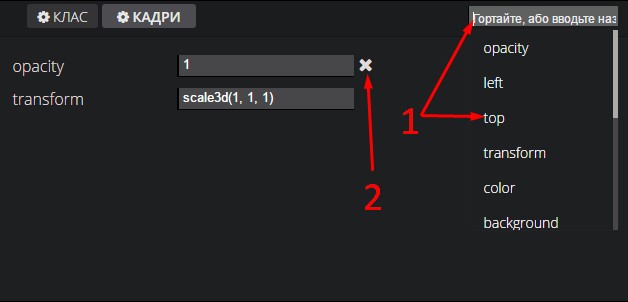 КЛАС КАДРИ
Гортайте, або вводьте наз
opacity 1
transform scale3d(1, 1, 1)
opacity
left
top
transform
color
background
1
2